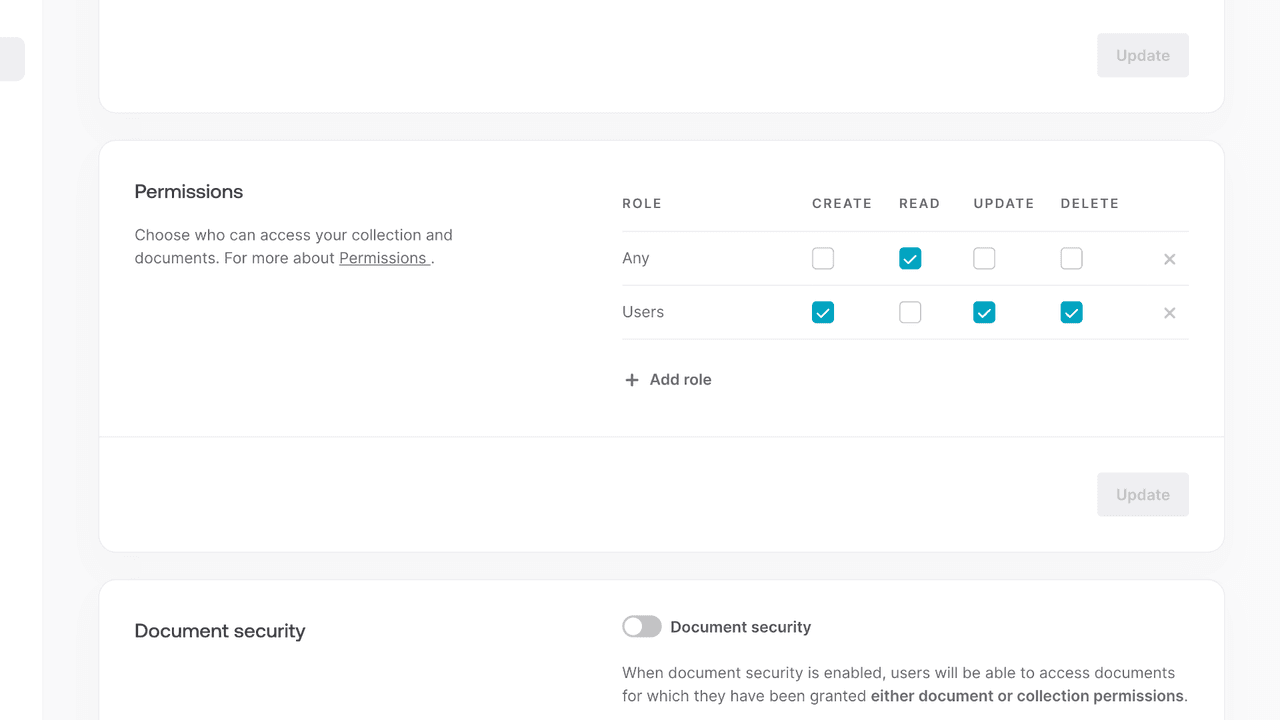 Update
Permissions
Choose who can access your collection and
documents. For more about Permissions .
ROLE CREATE READ UPDATE DELETE
Any
Users
Add role
Update
Document security
Document security
When document security is enabled, users will be able to access documents
for which they have been granted either document or collection permissions.